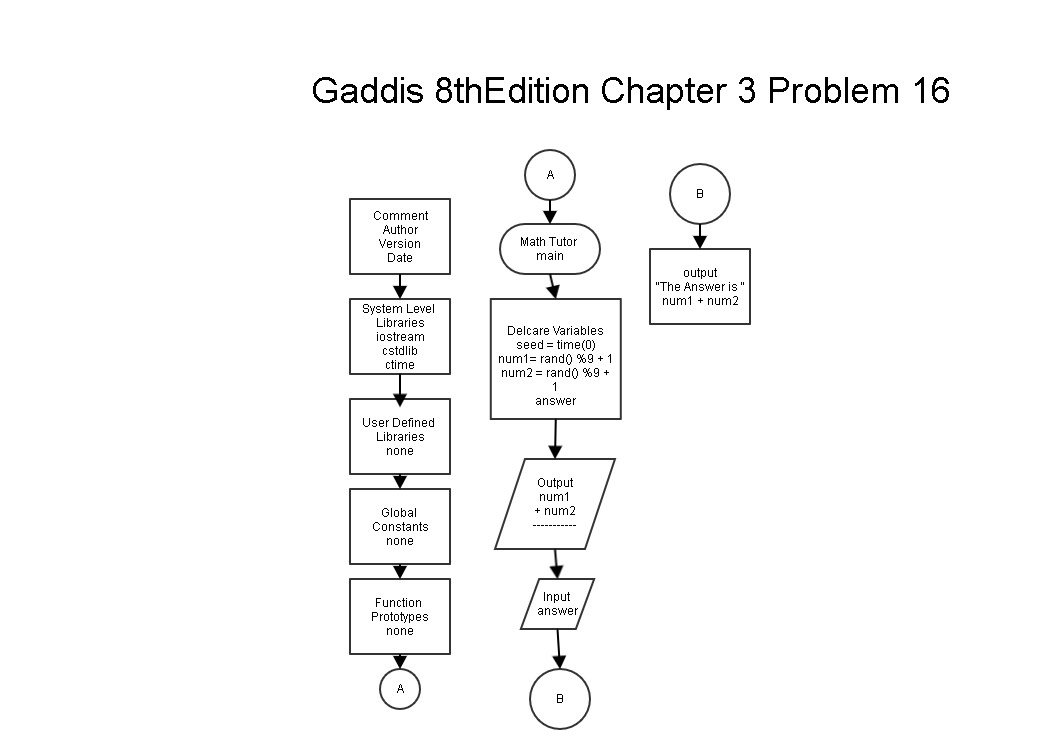 Gaddis 8thEdition Chapter 3 Problem 16
Comment
Author
Version
Date
System Level
Libraries
iostream
cstdlib
ctime
User Defined
Libraries
none
Global
Constants
none
Function
Prototypes
none
A
A
Math Tutor
main
Delcare Variables
seed = time(0)
num1= rand() %9 + 1
num2 = rand() %9 +
1
answer
Output
num1
+ num2
-----------
Input
answer
B
B
output
"The Answer is "
num1 + num2